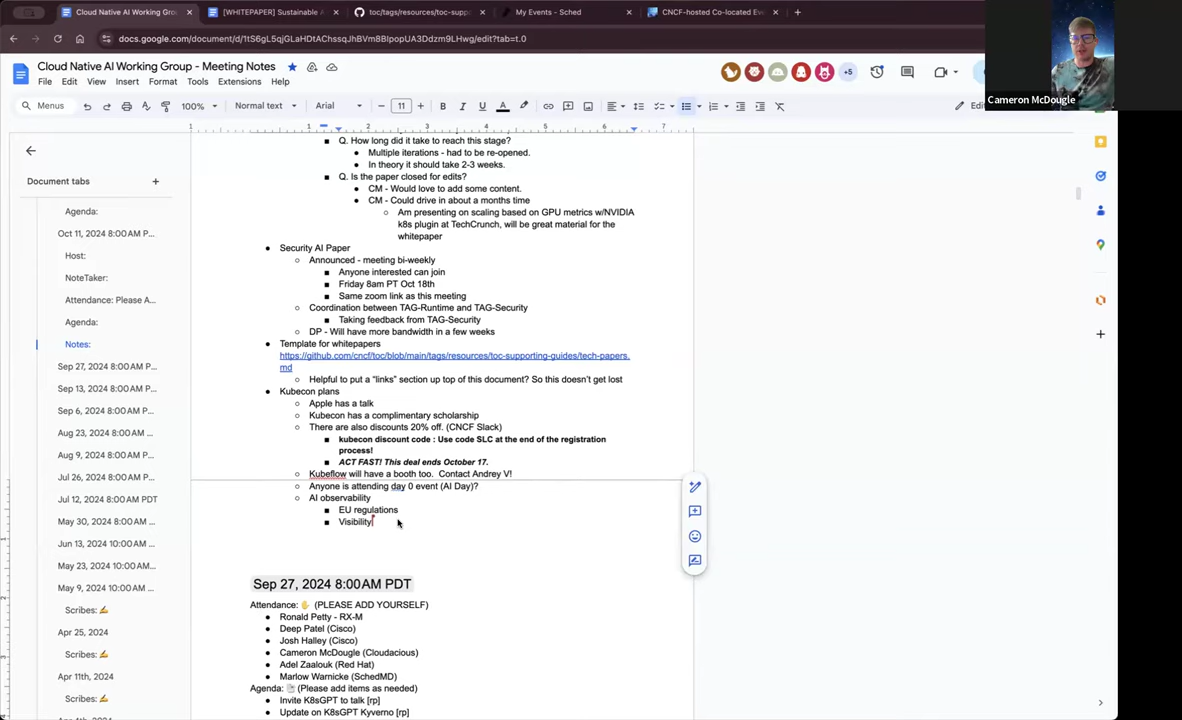 Cloud Native AI Working Gro
[WHITEPAPER] Sustainable
toc/tags/resources/toc-supp
My Events - Sched
CNCF-hosted Co-located Ev
docs.google.com/document/d/1tS6gL5qjGLaHDtAChssqJhBVm8BIpopUA3Ddzm9LHwg/edit?tab=t.0
Cloud Native AI Working Group - Meeting Notes
File Edit View Insert Format Tools Extensions Help
+5
Cameron McDougle
Menus
100%
Normal text
Arial
11
1 1 2 3 4 5 6 7
Document tabs
Agenda:
Oct 11, 2024 8:00AM P...
Host:
NoteTaker:
Attendance: Please A...
Agenda:
Notes:
Sep 27, 2024 8:00AM P...
Sep 13, 2024 8:00AM P...
Sep 6, 2024 8:00AM P...
Aug 23, 2024 8:00AM ...
Aug 9, 2024 8:00AM P...
Jul 26, 2024 8:00AM P...
Jul 12, 2024 8:00AM PDT
May 30, 2024 8:00AM ...
Jun 13, 2024 10:00AM ...
May 23, 2024 10:00AM ...
May 9, 2024 10:00AM ...
Scribes: ✍
Apr 25, 2024
Scribes: ✍
Apr 11th, 2024
Scribes: ✍
Q. How long did it take to reach this stage?
Multiple iterations - had to be re-opened.
In theory it should take 2-3 weeks.
Q. Is the paper closed for edits?
CM - Would love to add some content.
CM - Could drive in about a months time
Am presenting on scaling based on GPU metrics w/NVIDIA
k8s plugin at TechCrunch, will be great material for the
whitepaper
Security AI Paper
Announced - meeting bi-weekly
Anyone interested can join
Friday 8am PT Oct 18th
Same zoom link as this meeting
Coordination between TAG-Runtime and TAG-Security
Taking feedback from TAG-Security
DP - Will have more bandwidth in a few weeks
Template for whitepapers
https://github.com/cncf/toc/blob/main/tags/resources/toc-supporting-guides/tech-papers.
md
Helpful to put a "links" section up top of this document? So this doesn't get lost
Kubecon plans
Apple has a talk
Kubecon has a complimentary scholarship
There are also discounts 20% off. (CNCF Slack)
kubecon discount code : Use code SLC at the end of the registration
process!
ACT FAST! This deal ends October 17.
Kubeflow will have a booth too. Contact Andrey V!
Anyone is attending day 0 event (AI Day)?
AI observability
EU regulations
Visibility
Sep 27, 2024 8:00AM PDT
Attendance: ✋ (PLEASE ADD YOURSELF)
Ronald Petty - RX-M
Deep Patel (Cisco)
Josh Halley (Cisco)
Cameron McDougle (Cloudacious)
Adel Zaalouk (Red Hat)
Marlow Warnicke (SchedMD)
Agenda: 📑 (Please add items as needed)
Invite K8sGPT to talk [rp]
Update on K8sGPT Kyverno [rp]